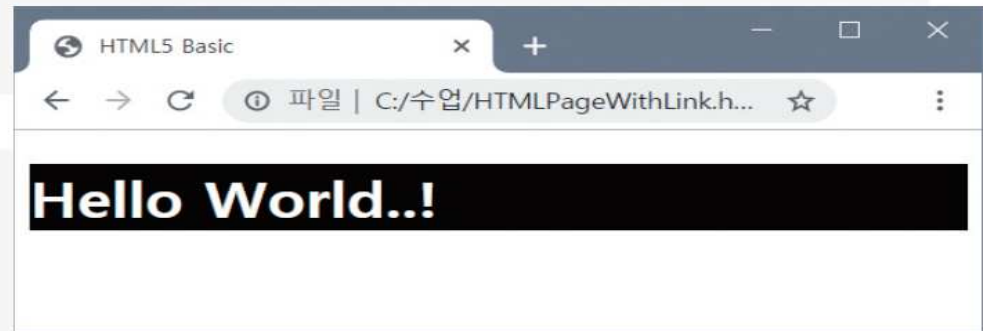 HTML5 Basic
파일 | C:/수업/HTMLPageWithLink.h...
Hello World..!